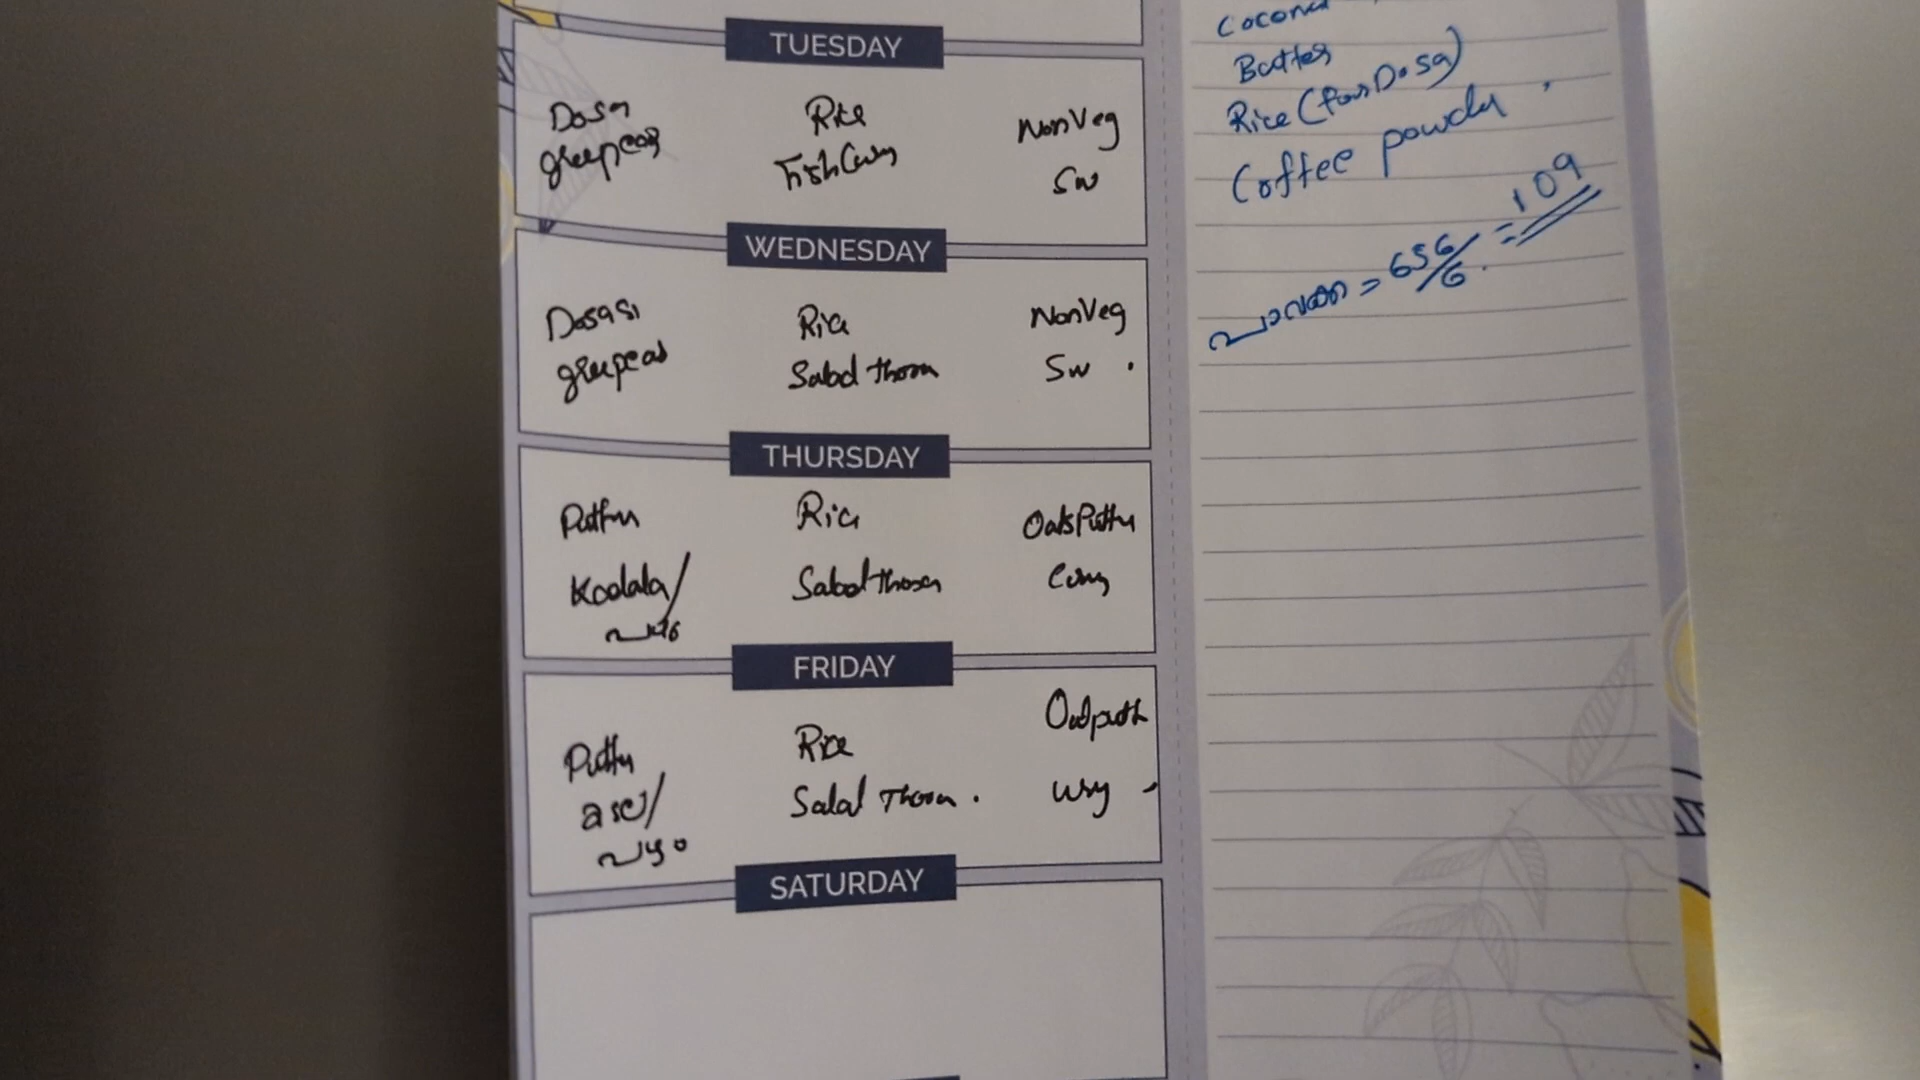 TUESDAY
Dosa
greenpeas
Rice
Fish Curry
NonVeg
Sw
WEDNESDAY
greenpeas
Rice
Salad thoran
NonVeg
Sw
THURSDAY
Puttu
Kadala/
Rice
Salad thoran
Oats Puttu
Curry
FRIDAY
Puttu
Rice
Salad Thoran
Curry
SATURDAY
Coconut
Butter
Rice (for Dosa)
Coffee powder
= 656/6 = 109